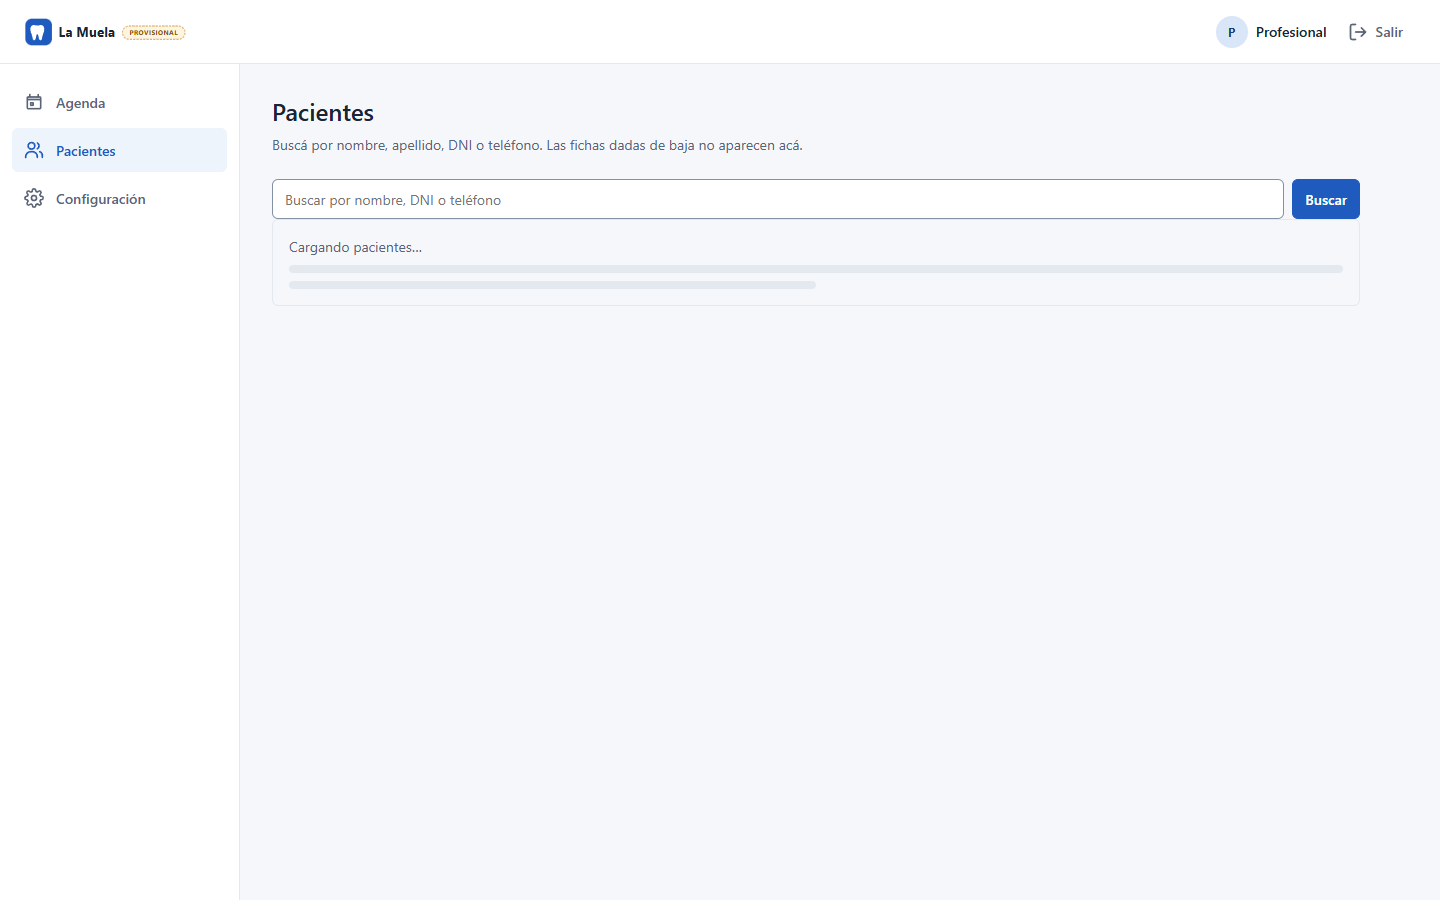 La Muela PROVISIONAL
P Profesional Salir
Agenda
Pacientes
Configuración
Pacientes
Buscá por nombre, apellido, DNI o teléfono. Las fichas dadas de baja no aparecen acá.
Buscar por nombre, DNI o teléfono
Buscar
Cargando pacientes...